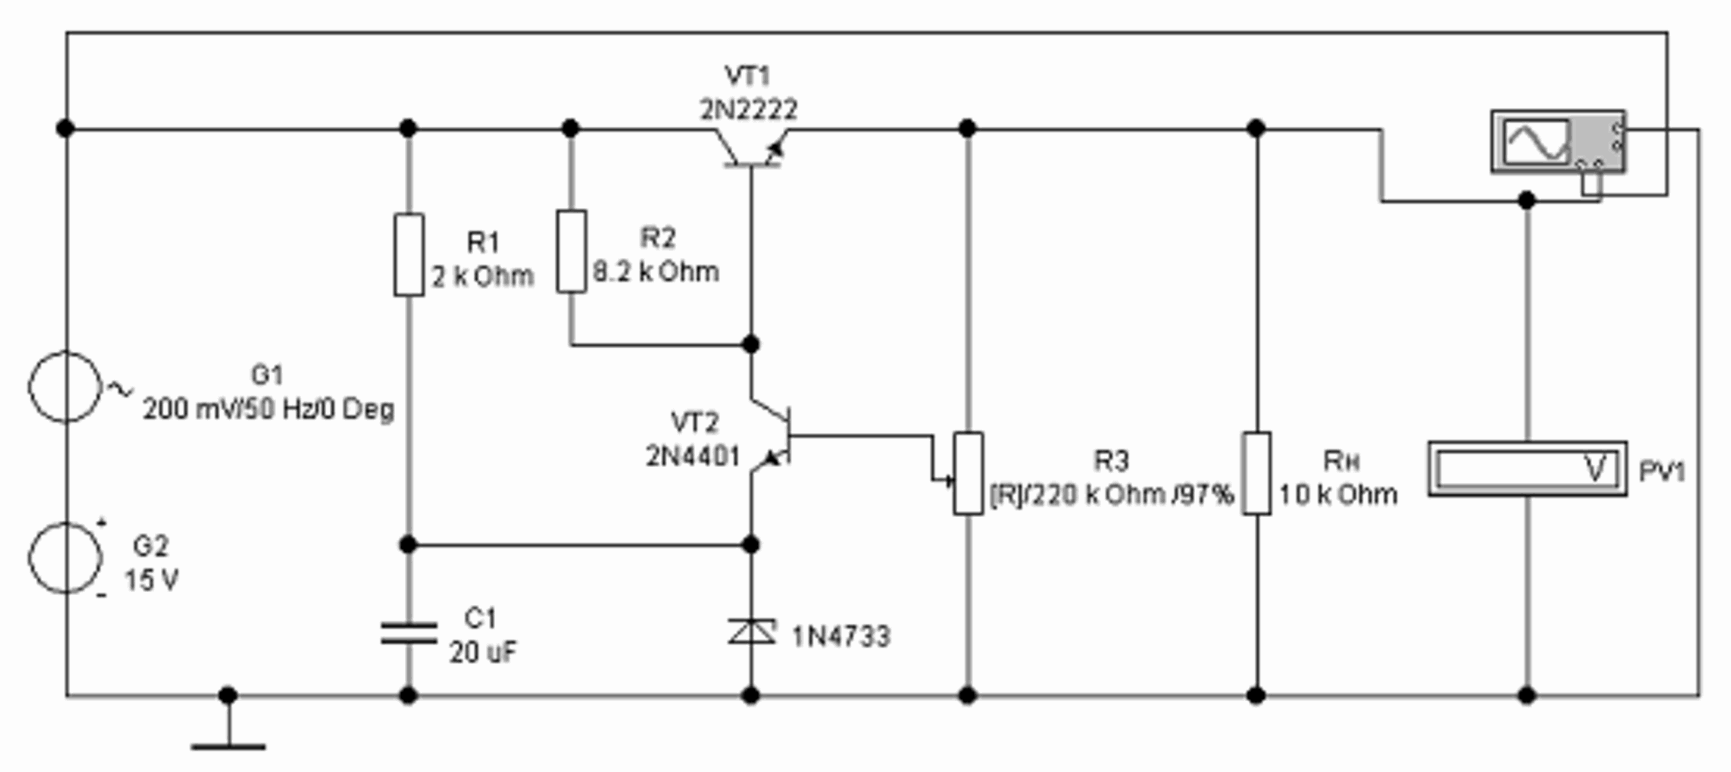 VT1
2N2222
R1
2 k Ohm
R2
8.2 k Ohm
G1
~
200 mV/50 Hz/0 Deg
VT2
2N4401
R3
[R]/220 k Ohm /97%
Rн
10 k Ohm
V
PV1
+
G2
15 V
-
C1
20 uF
1N4733